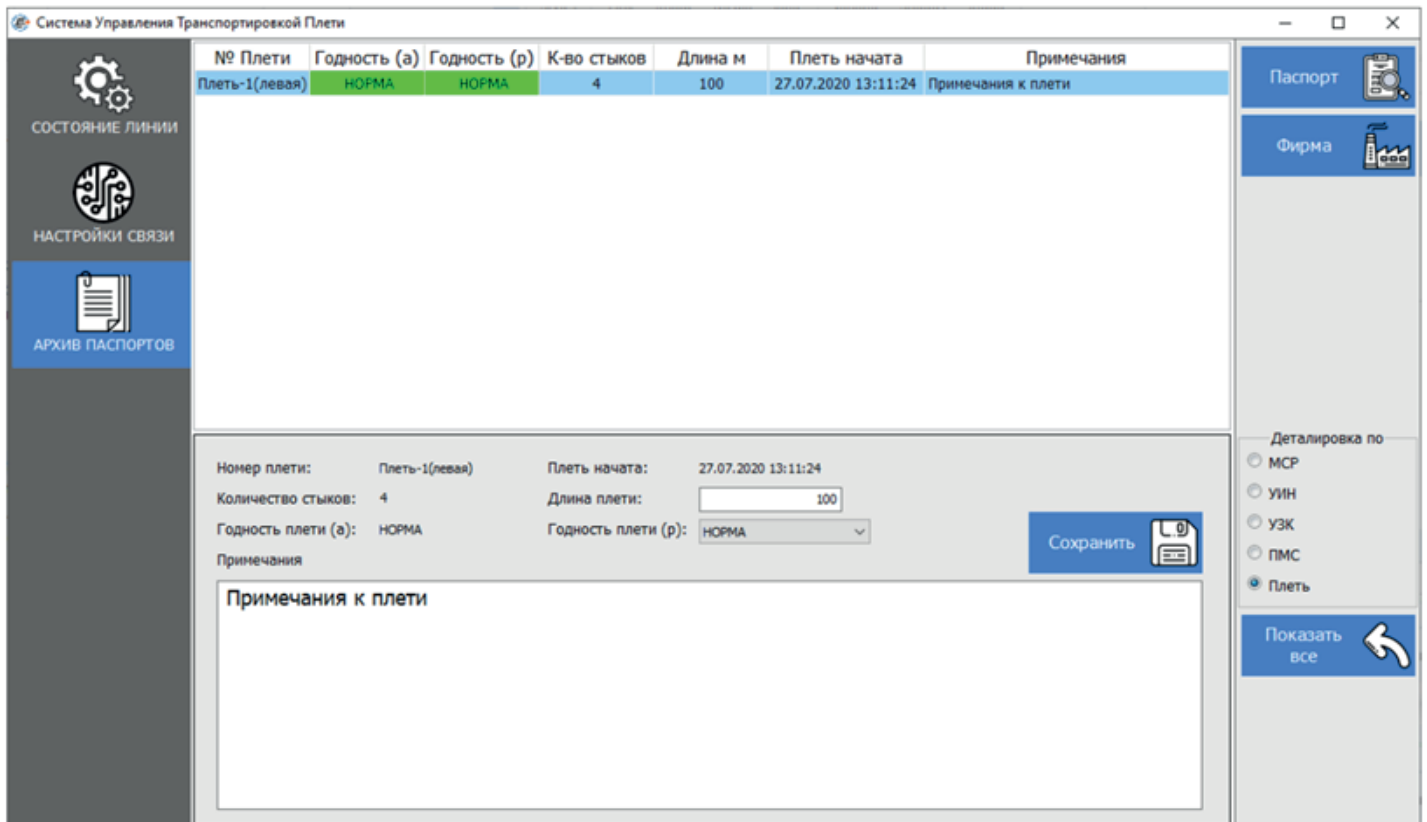 Система Управления Транспортировкой Плети
СОСТОЯНИЕ ЛИНИИ
НАСТРОЙКИ СВЯЗИ
АРХИВ ПАСПОРТОВ
№ Плети Годность (а) Годность (р) К-во стыков Длина м Плеть начата Примечания
Плеть-1(левая) НОРМА НОРМА 4 100 27.07.2020 13:11:24 Примечания к плети
Номер плети: Плеть-1(левая) Плеть начата: 27.07.2020 13:11:24
Количество стыков: 4 Длина плети: 100
Годность плети (а): НОРМА Годность плети (р): НОРМА
Примечания
Сохранить
Примечания к плети
Паспорт
Фирма
Деталировка по
МСР
УИН
УЗК
ПМС
Плеть
Показать
все